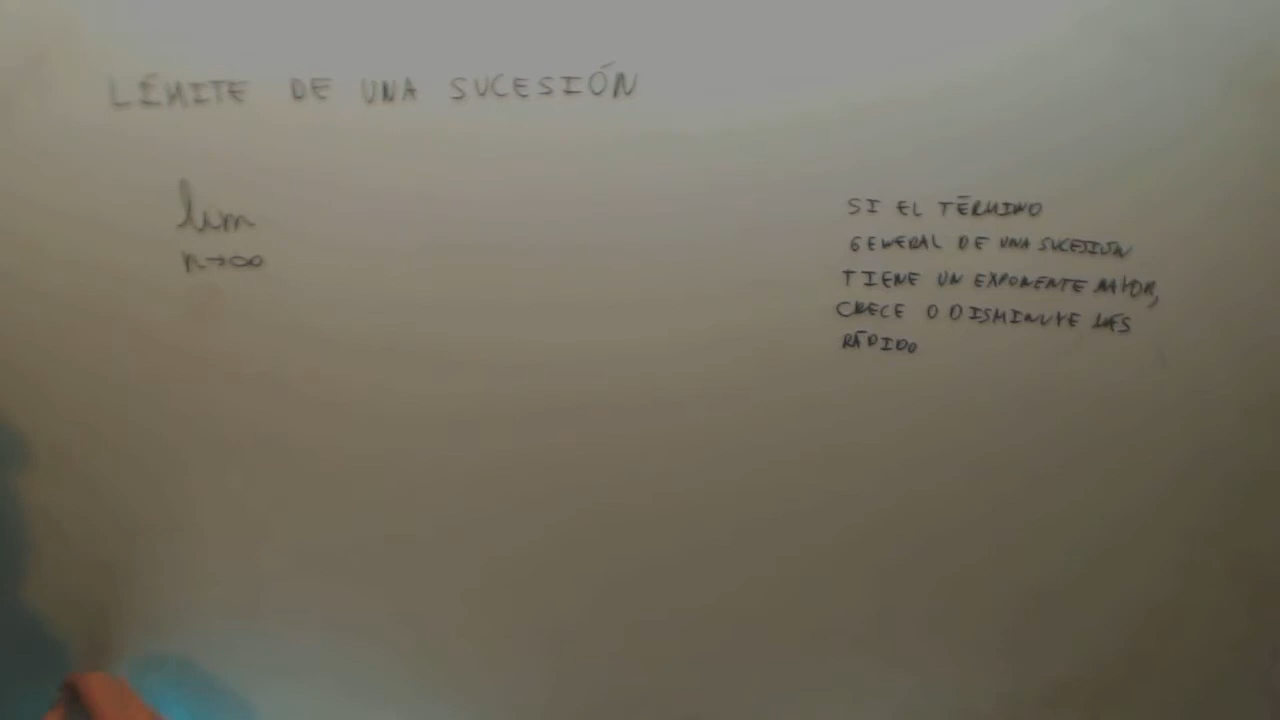 LÍMITE DE UNA SUCESIÓN
lim
n→∞
SI EL TÉRMINO
GENERAL DE UNA SUCESIÓN
TIENE UN EXPONENTE MAYOR,
CRECE O DISMINUYE MÁS
RÁPIDO